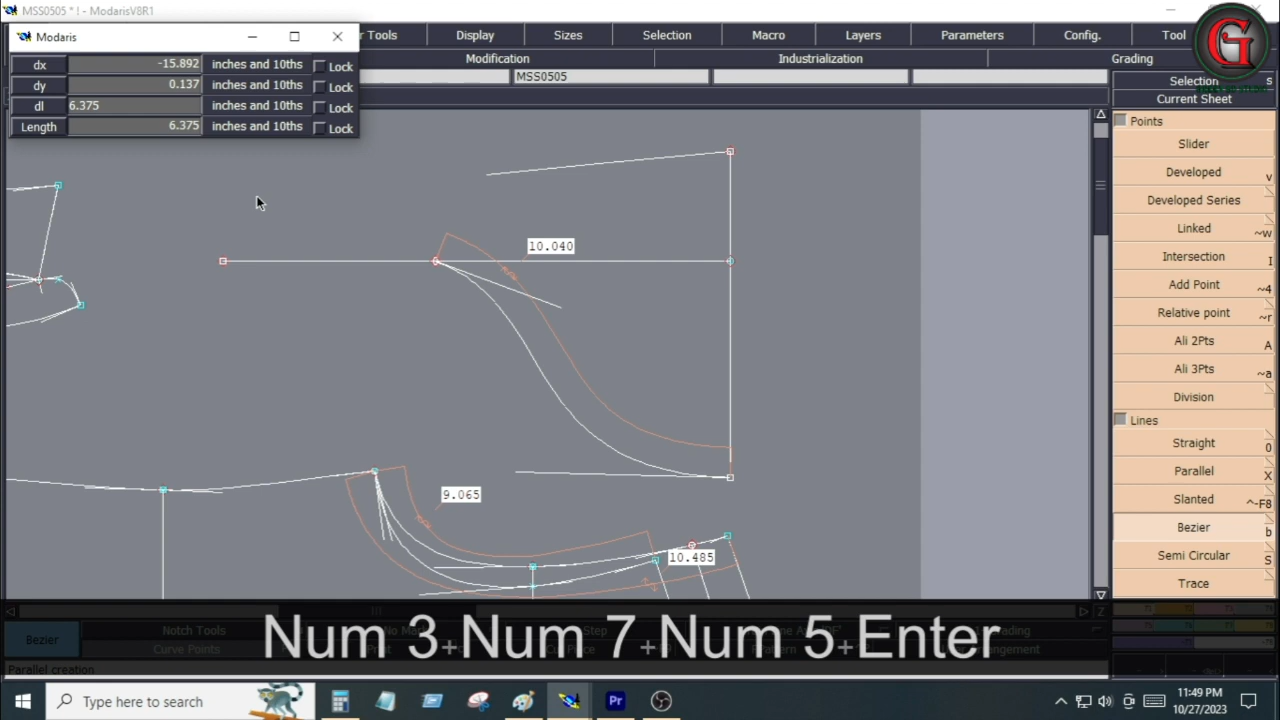 MSS0505 * ! - ModarisV8R1
Modaris
Tools
Display
Sizes
Selection
Macro
Layers
Parameters
Config.
Tool
Modification
Industrialization
Grading
MSS0505
dx -15.892 inches and 10ths Lock
dy 0.137 inches and 10ths Lock
dl 6.375 inches and 10ths Lock
Length 6.375 inches and 10ths Lock
G
Selection s
Current Sheet
Points
Slider
Developed v
Developed Series
Linked ~w
Intersection I
Add Point ~4
Relative point ~r
Ali 2Pts A
Ali 3Pts ~a
Division
Lines
Straight 0
Parallel X
Slanted ^-F8
Bezier b
Semi Circular S
Trace
10.040
9.065
10.485
Z
Bezier
Notch Tools
Curve Points
Parallel creation
Num 3+Num 7+Num 5+Enter
Type here to search
Pr
11:49 PM
10/27/2023